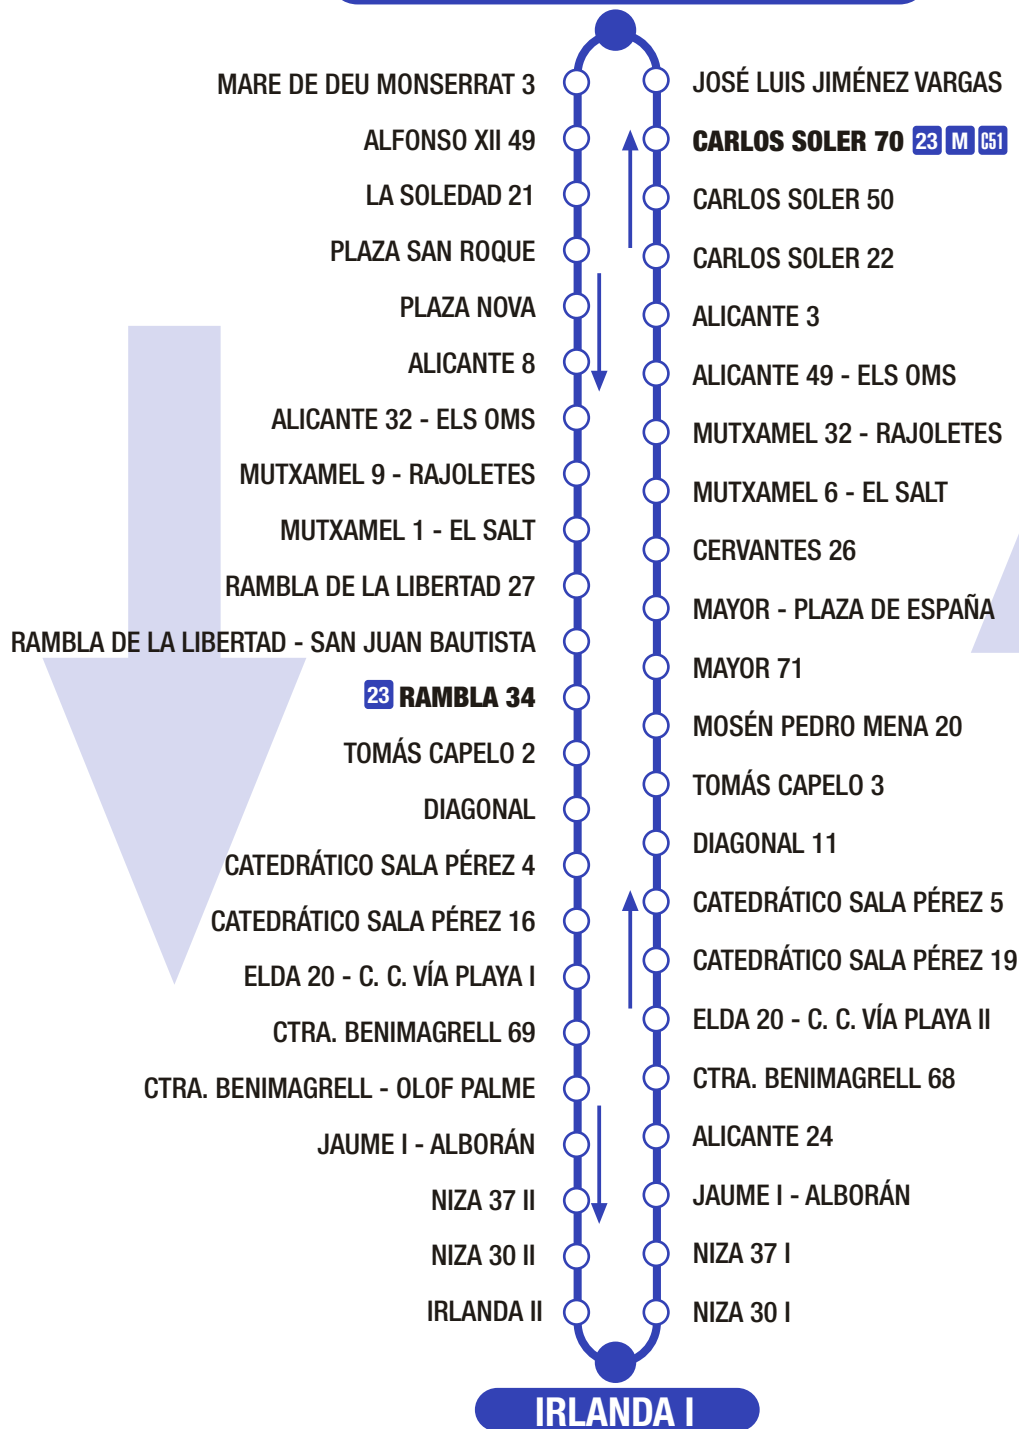 MARE DE DEU MONSERRAT 3
ALFONSO XII 49
LA SOLEDAD 21
PLAZA SAN ROQUE
PLAZA NOVA
ALICANTE 8
ALICANTE 32 - ELS OMS
MUTXAMEL 9 - RAJOLETES
MUTXAMEL 1 - EL SALT
RAMBLA DE LA LIBERTAD 27
RAMBLA DE LA LIBERTAD - SAN JUAN BAUTISTA
23 RAMBLA 34
TOMÁS CAPELO 2
DIAGONAL
CATEDRÁTICO SALA PÉREZ 4
CATEDRÁTICO SALA PÉREZ 16
ELDA 20 - C. C. VÍA PLAYA I
CTRA. BENIMAGRELL 69
CTRA. BENIMAGRELL - OLOF PALME
JAUME I - ALBORÁN
NIZA 37 II
NIZA 30 II
IRLANDA II
JOSÉ LUIS JIMÉNEZ VARGAS
CARLOS SOLER 70 23 M C51
CARLOS SOLER 50
CARLOS SOLER 22
ALICANTE 3
ALICANTE 49 - ELS OMS
MUTXAMEL 32 - RAJOLETES
MUTXAMEL 6 - EL SALT
CERVANTES 26
MAYOR - PLAZA DE ESPAÑA
MAYOR 71
MOSÉN PEDRO MENA 20
TOMÁS CAPELO 3
DIAGONAL 11
CATEDRÁTICO SALA PÉREZ 5
CATEDRÁTICO SALA PÉREZ 19
ELDA 20 - C. C. VÍA PLAYA II
CTRA. BENIMAGRELL 68
ALICANTE 24
JAUME I - ALBORÁN
NIZA 37 I
NIZA 30 I
IRLANDA I